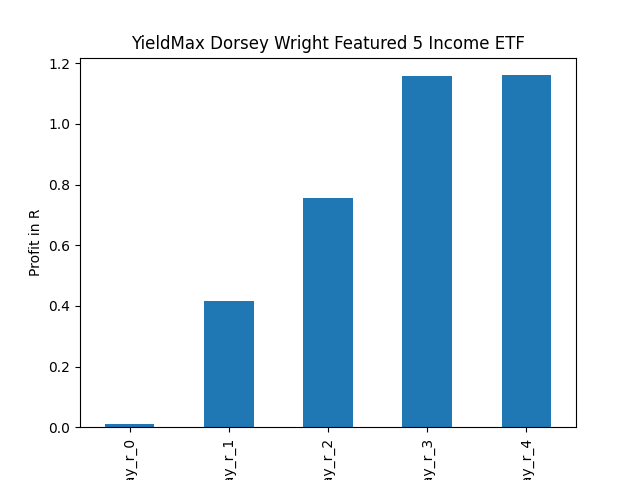 YieldMax Dorsey Wright Featured 5 Income ETF
Profit in R
1.2
1.0
0.8
0.6
0.4
0.2
0.0
ay_r_0
ay_r_1
ay_r_2
ay_r_3
ay_r_4